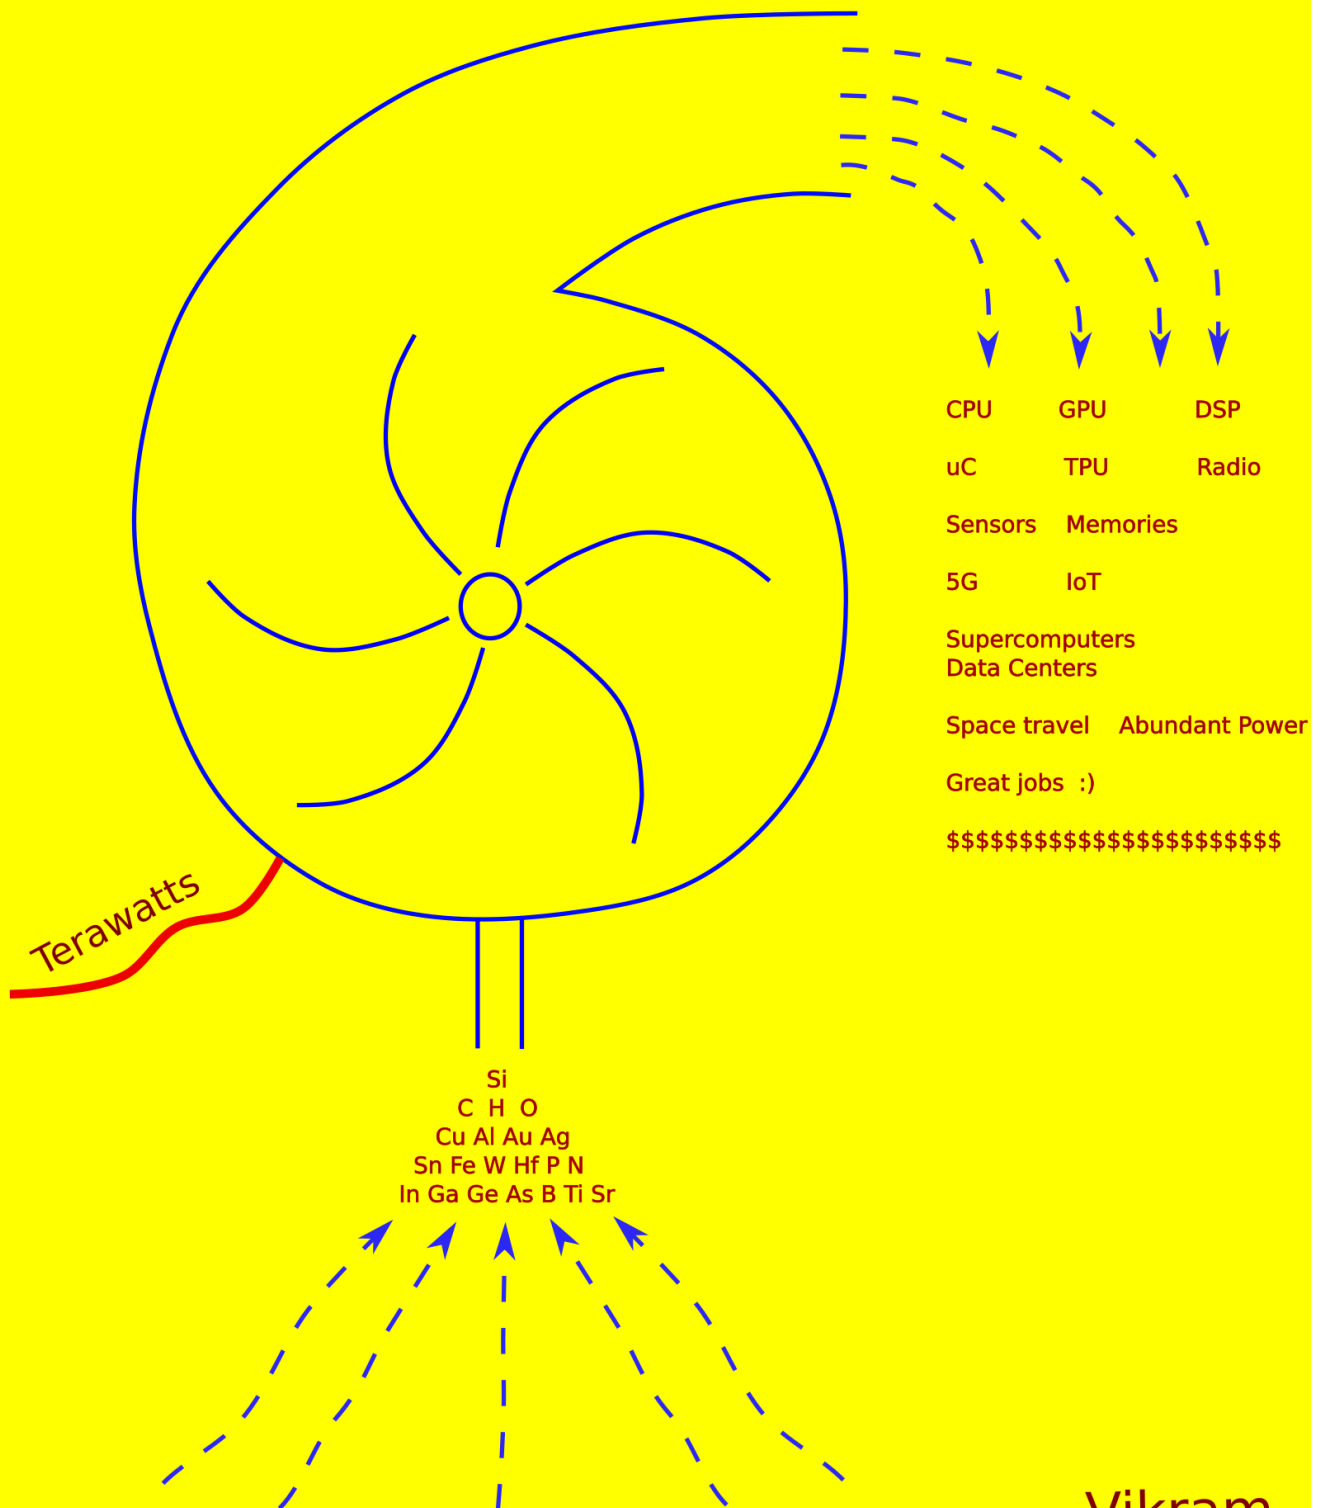 CPU GPU DSP
uC TPU Radio
Sensors Memories
5G IoT
Supercomputers
Data Centers
Space travel Abundant Power
Great jobs :)
$$$$$$$$$$$$$$$$$$$$$$$
Terawatts
Si
C H O
Cu Al Au Ag
Sn Fe W Hf P N
In Ga Ge As B Ti Sr
Vikram